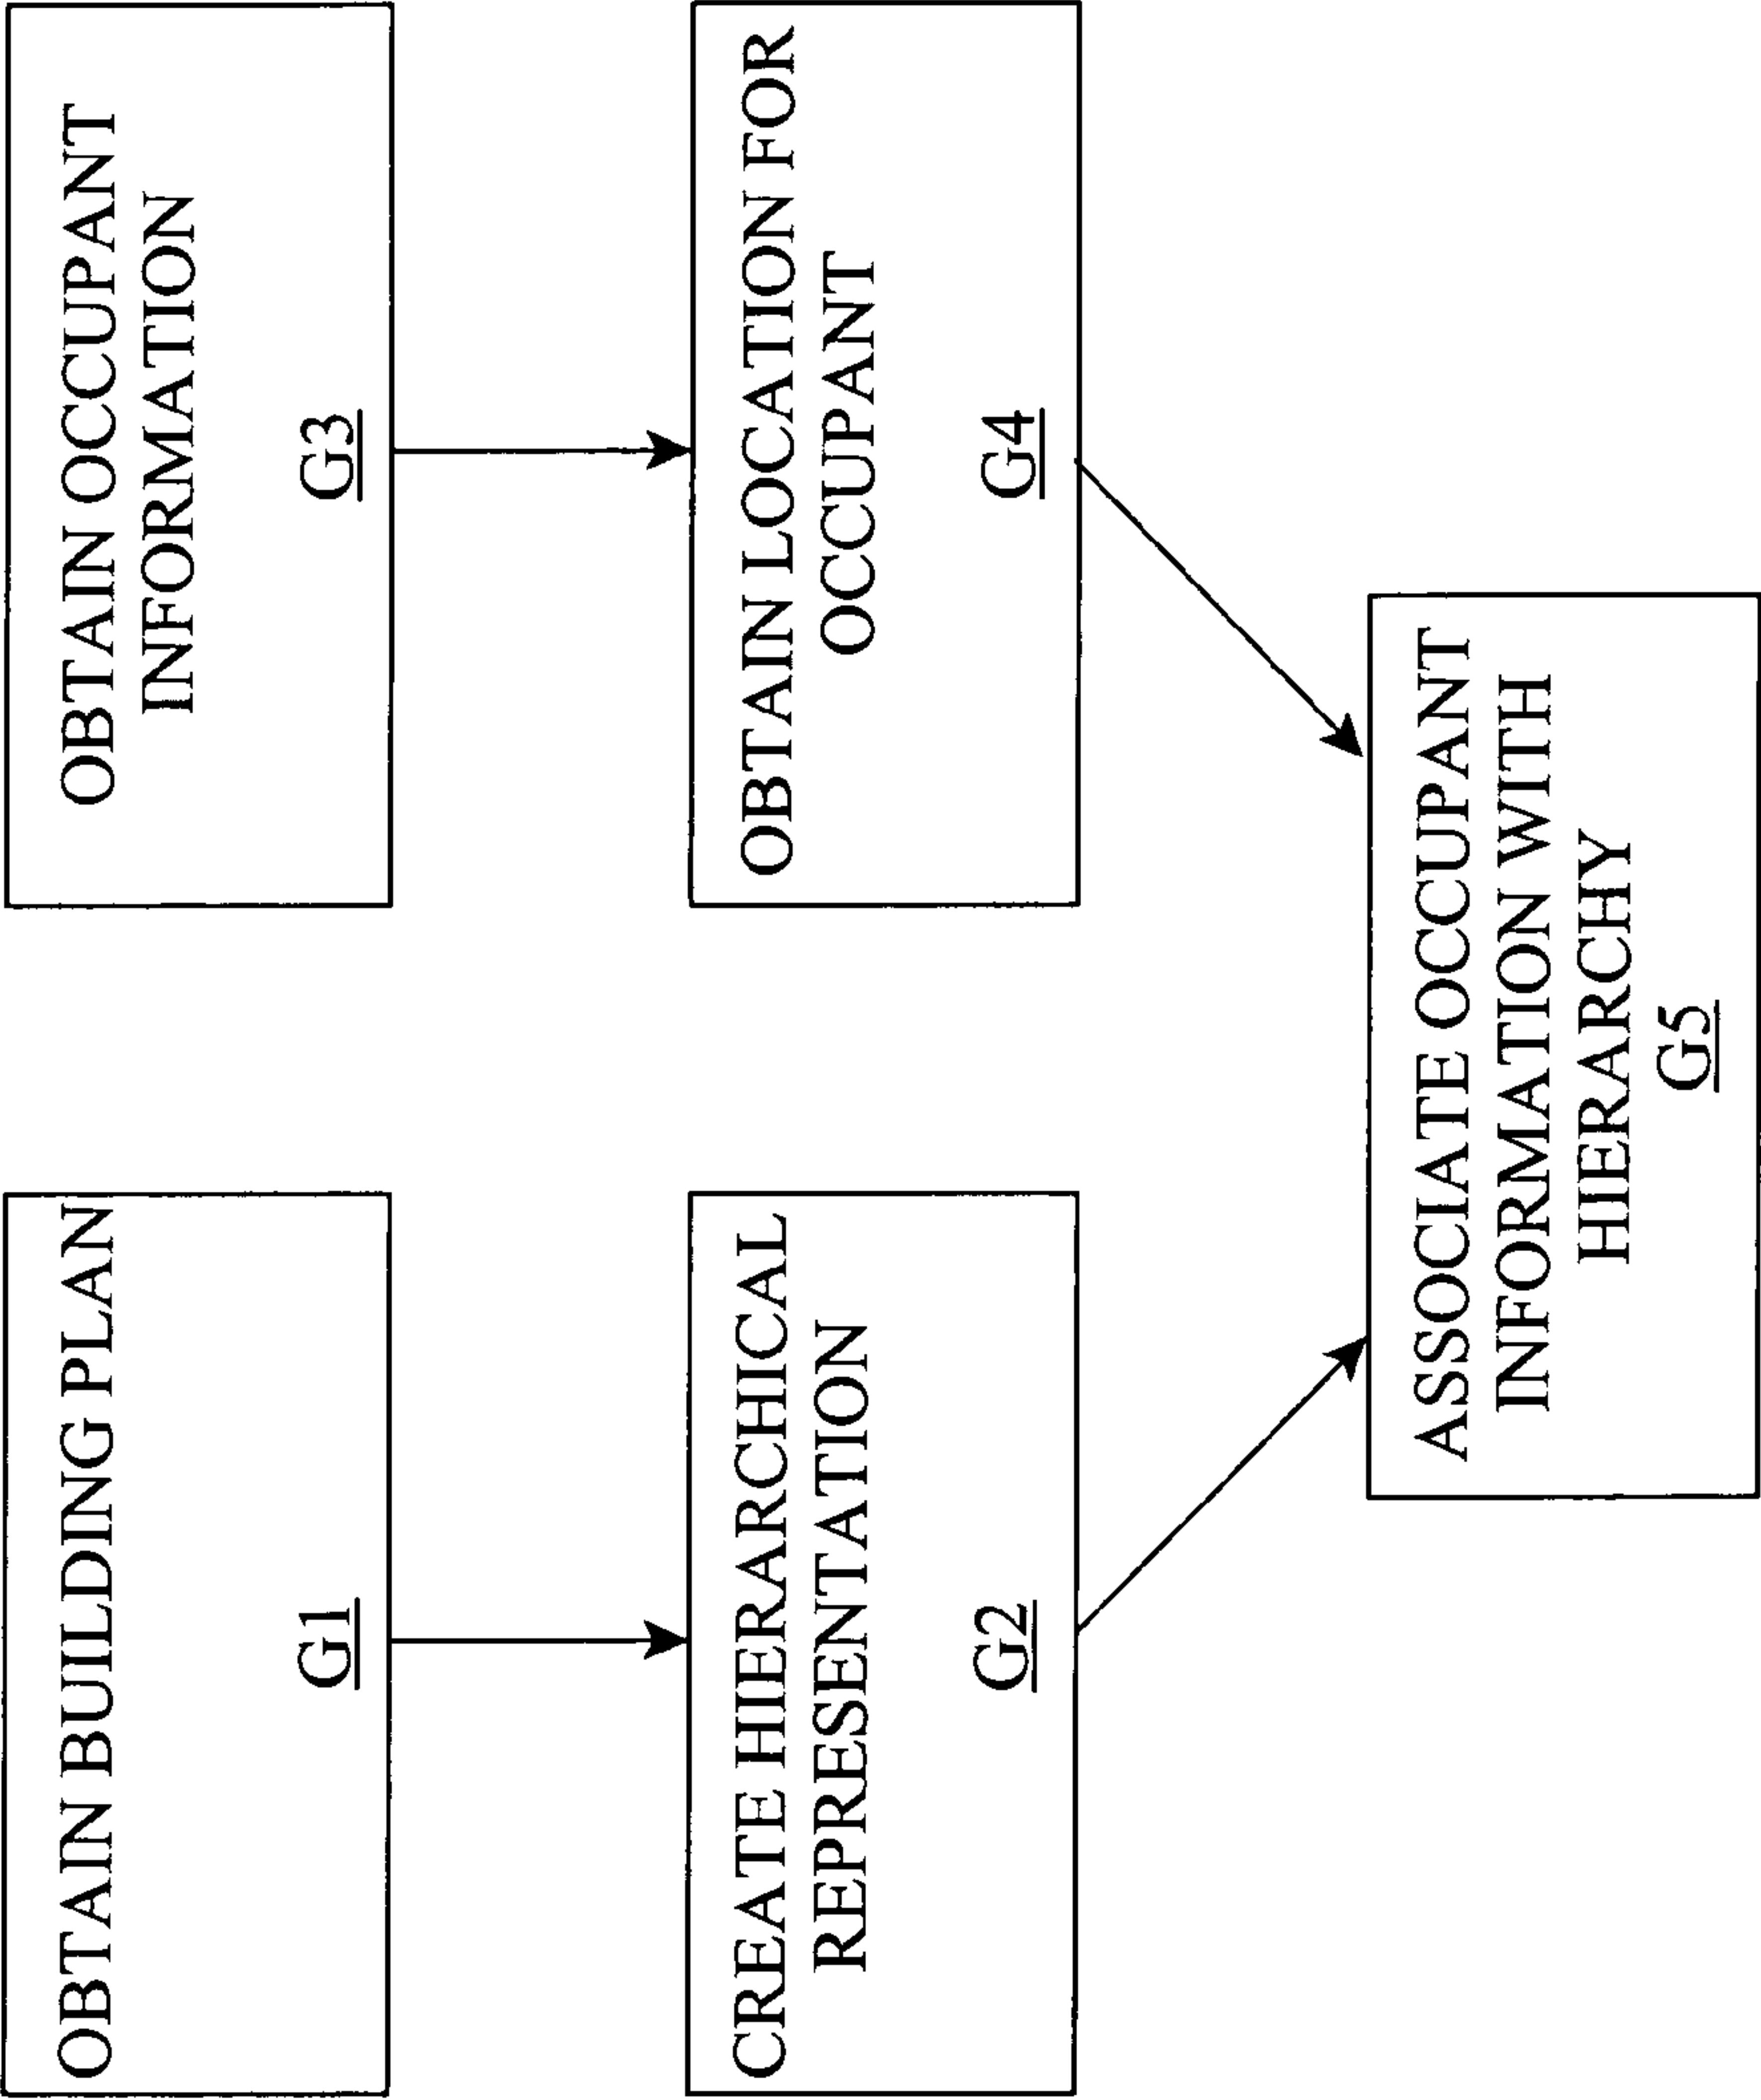 OBTAIN BUILDING PLAN
G1
CREATE HIERARCHICAL
REPRESENTATION
G2
OBTAIN OCCUPANT
INFORMATION
G3
OBTAIN LOCATION FOR
OCCUPANT
G4
ASSOCIATE OCCUPANT
INFORMATION WITH
HIERARCHY
G5